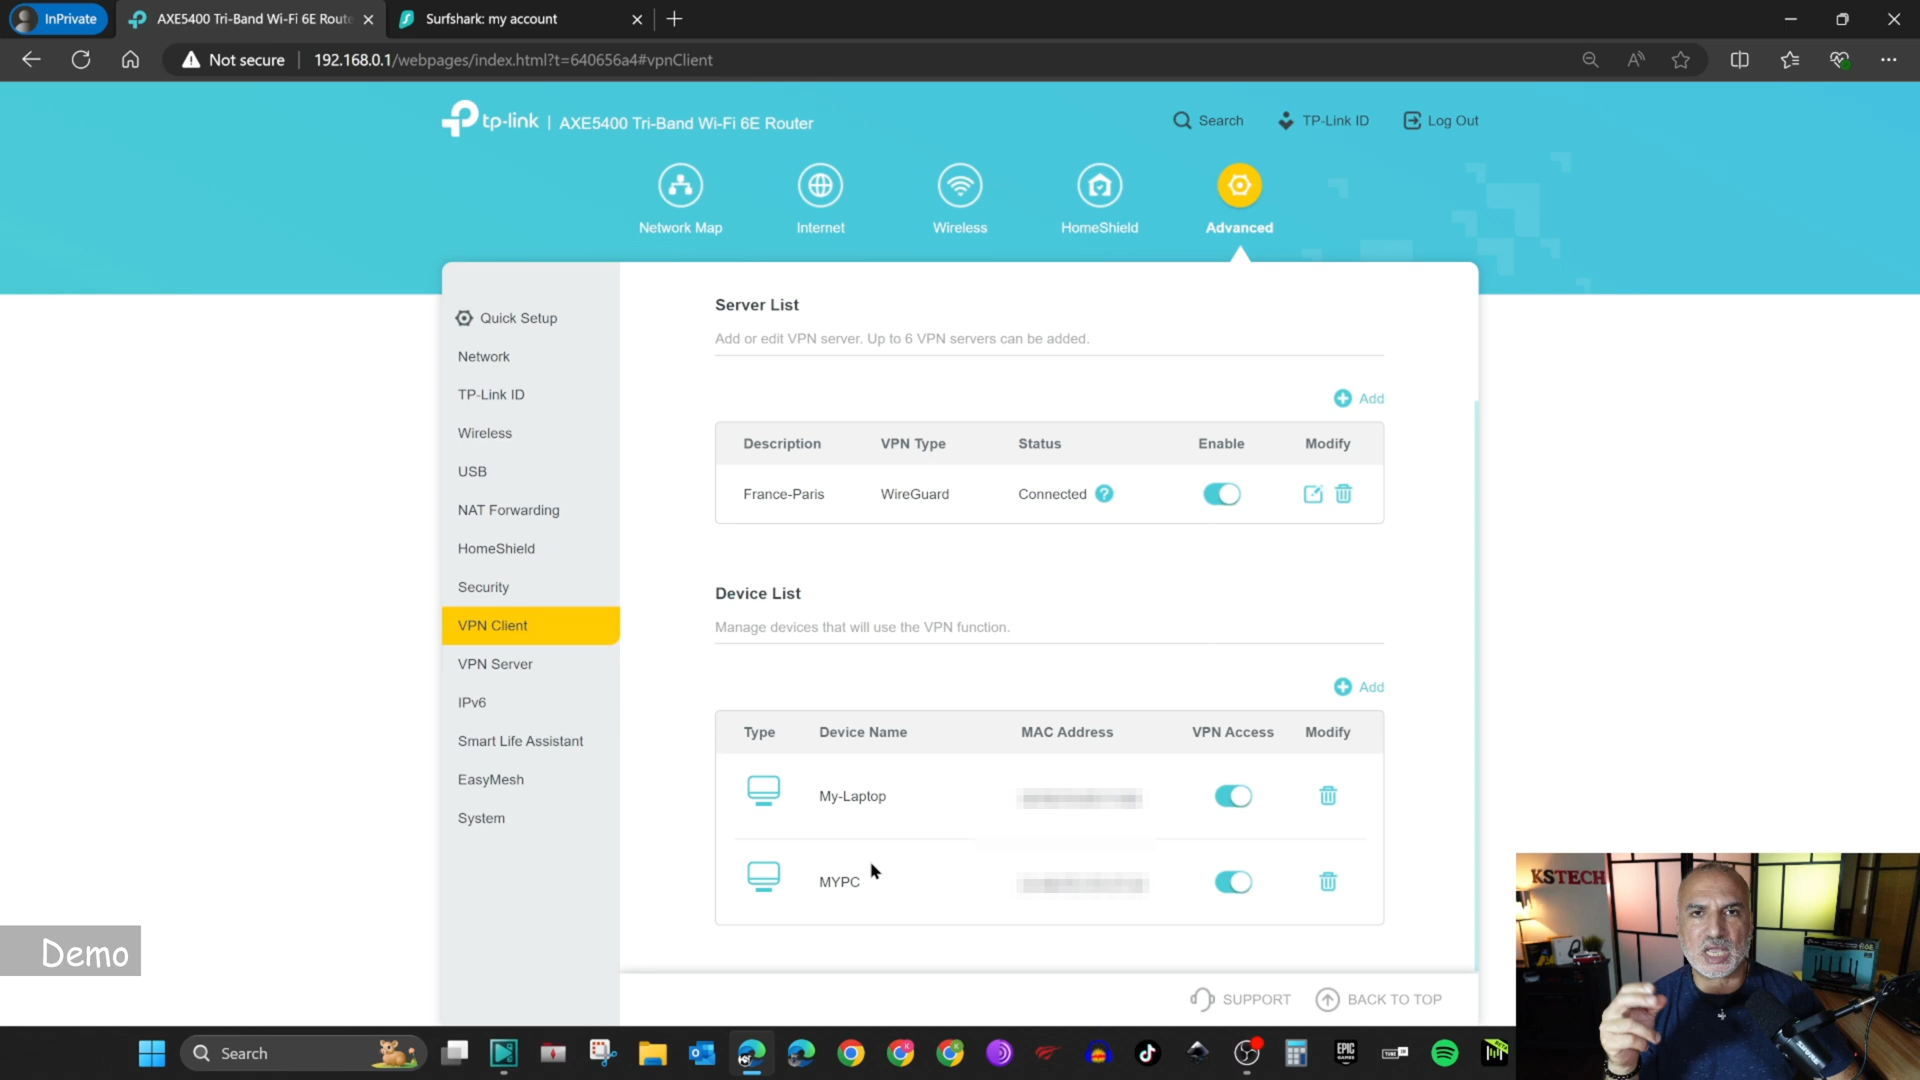 InPrivate
AXE5400 Tri-Band Wi-Fi 6E Route
Surfshark: my account
Not secure
192.168.0.1/webpages/index.html?t=640656a4#vpnClient
tp-link | AXE5400 Tri-Band Wi-Fi 6E Router
Search
TP-Link ID
Log Out
Network Map
Internet
Wireless
HomeShield
Advanced
Quick Setup
Network
TP-Link ID
Wireless
USB
NAT Forwarding
HomeShield
Security
VPN Client
VPN Server
IPv6
Smart Life Assistant
EasyMesh
System
Server List
Add or edit VPN server. Up to 6 VPN servers can be added.
Add
Description VPN Type Status Enable Modify
France-Paris WireGuard Connected ?
Device List
Manage devices that will use the VPN function.
Add
Type Device Name MAC Address VPN Access Modify
My-Laptop
MYPC
SUPPORT
BACK TO TOP
Demo
KSTECH
Search
EPIC
GAMES